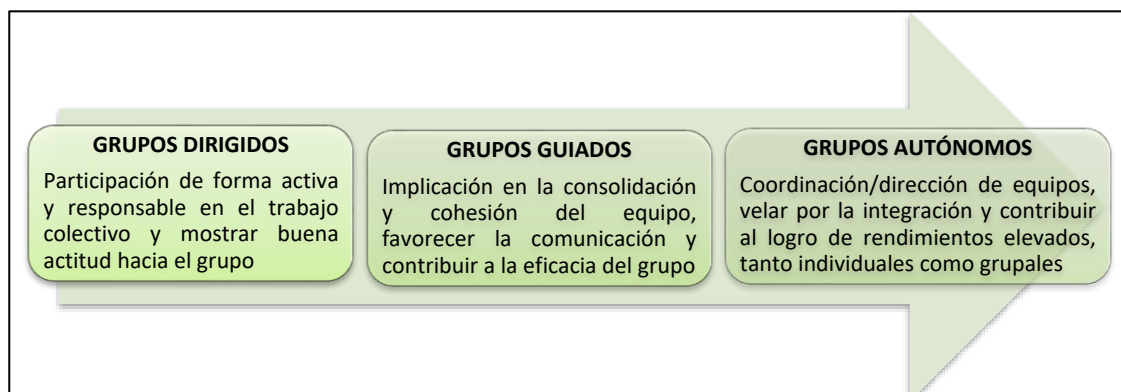 GRUPOS DIRIGIDOS
Participación de forma activa
y responsable en el trabajo
colectivo y mostrar buena
actitud hacia el grupo
GRUPOS GUIADOS
Implicación en la consolidación
y cohesión del equipo,
favorecer la comunicación y
contribuir a la eficacia del grupo
GRUPOS AUTÓNOMOS
Coordinación/dirección de equipos,
velar por la integración y contribuir
al logro de rendimientos elevados,
tanto individuales como grupales